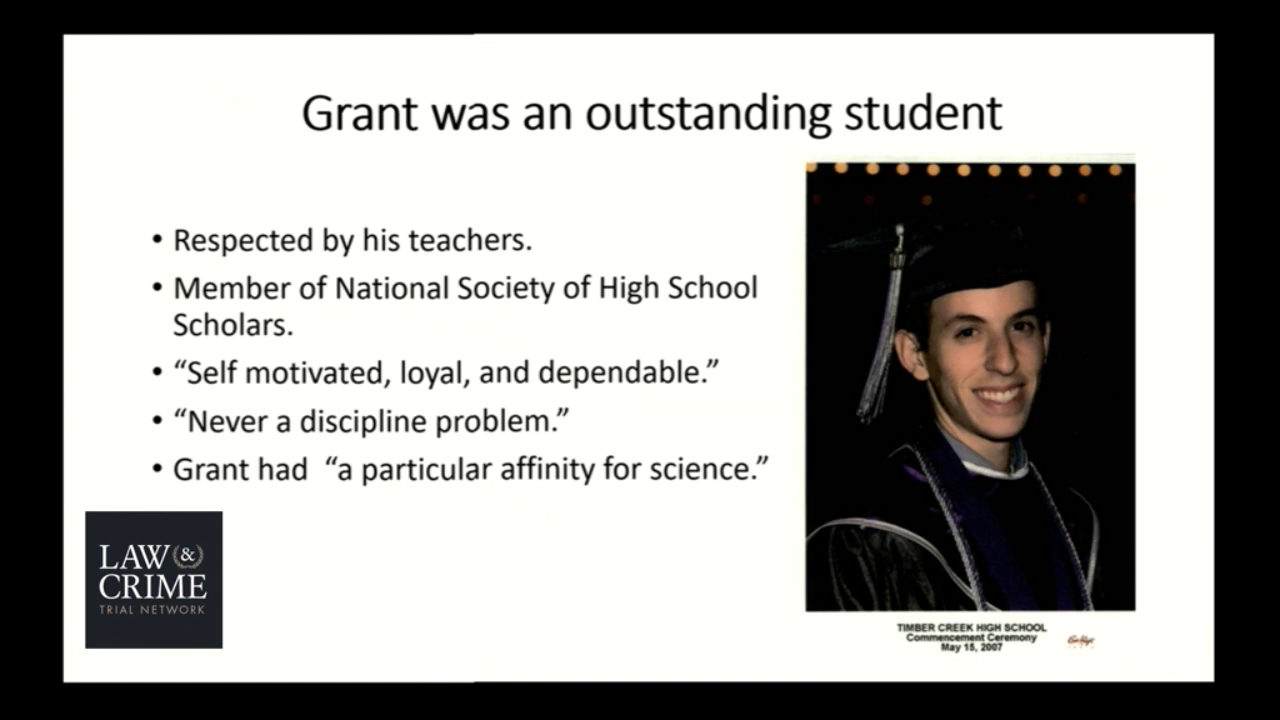 Grant was an outstanding student
• Respected by his teachers.
• Member of National Society of High School
Scholars.
• “Self motivated, loyal, and dependable.”
• “Never a discipline problem.”
• Grant had “a particular affinity for science.”
LAW &
CRIME
TRIAL NETWORK
TIMBER CREEK HIGH SCHOOL
Commencement Ceremony
May 15, 2007